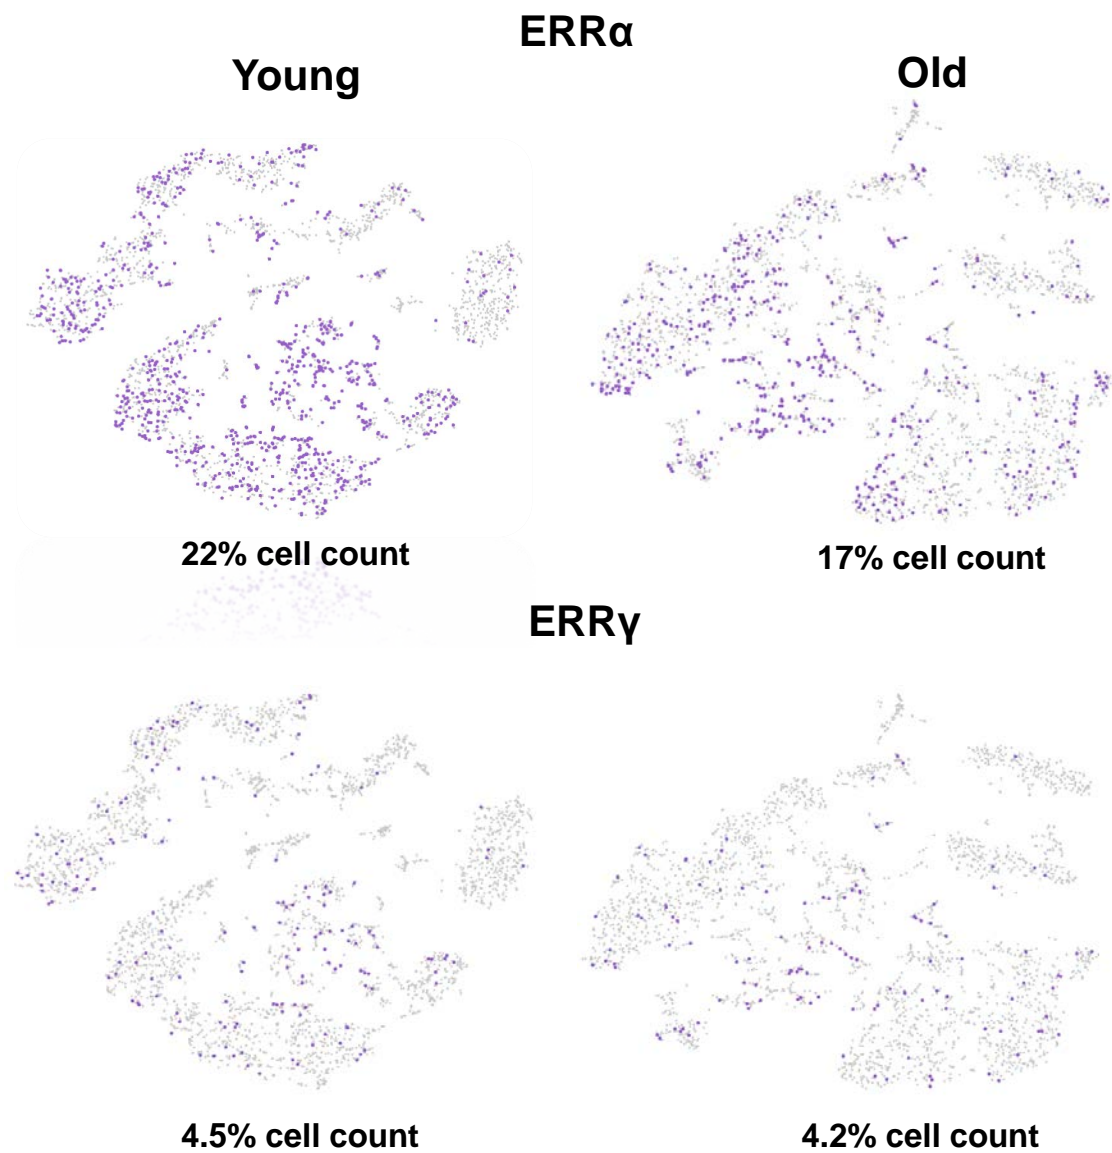 ERRα
Young
Old
22% cell count
17% cell count
ERRγ
4.5% cell count
4.2% cell count